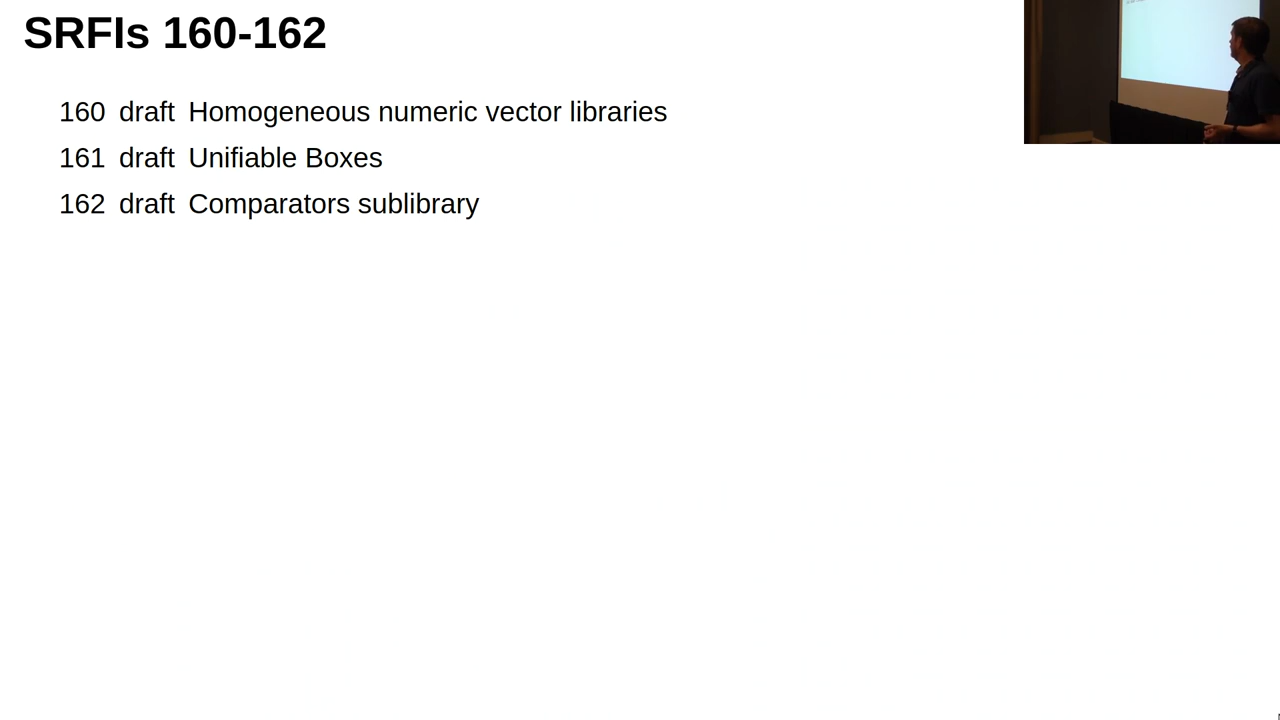 SRFIs 160-162
160 draft Homogeneous numeric vector libraries
161 draft Unifiable Boxes
162 draft Comparators sublibrary